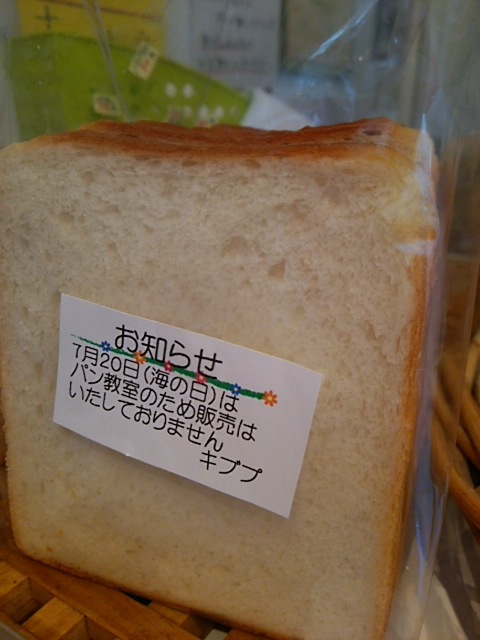 お知らせ
7月20日(海の日)は
パン教室のため販売は
いたしておりません
キププ